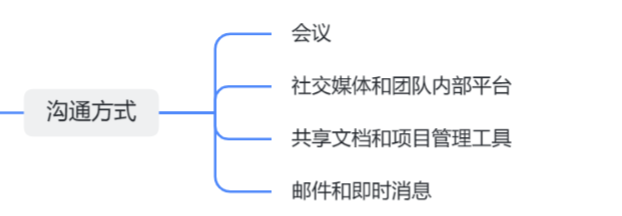 沟通方式
会议
社交媒体和团队内部平台
共享文档和项目管理工具
邮件和即时消息